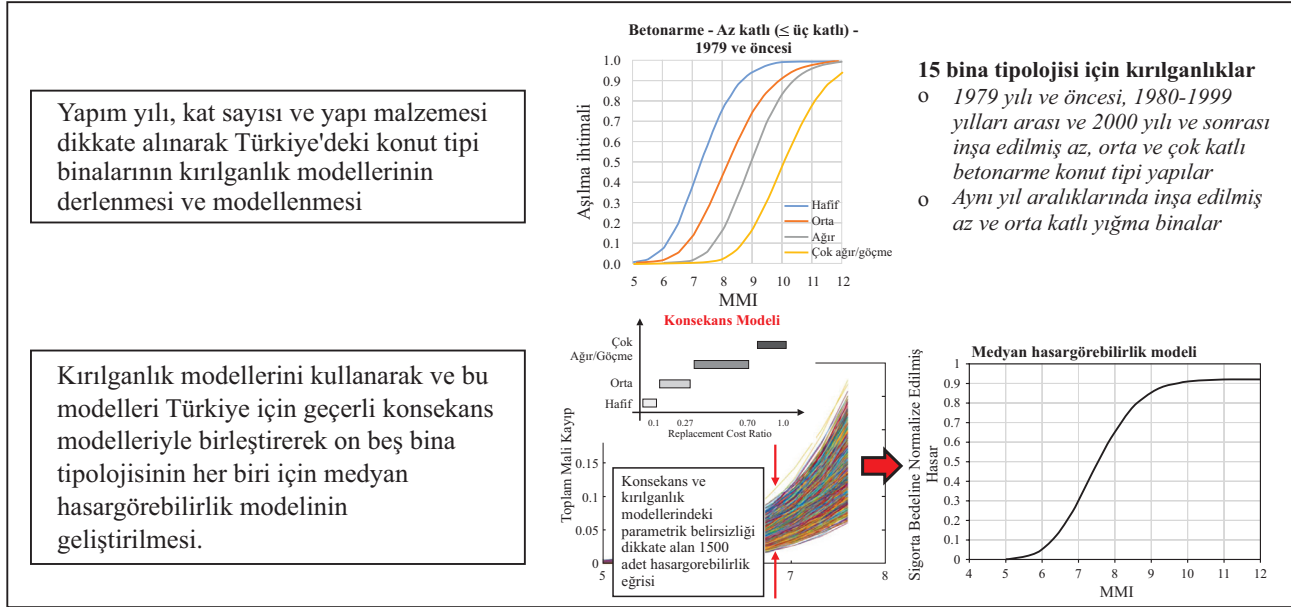 Yapım yılı, kat sayısı ve yapı malzemesi
dikkate alınarak Türkiye'deki konut tipi
binalarının kırılganlık modellerinin
derlenmesi ve modellenmesi
Betonarme - Az katlı (≤ üç katlı) -
1979 ve öncesi
Aşılma ihtimali
1.0
0.9
0.8
0.7
0.6
0.5
0.4
0.3
0.2
0.1
0.0
5 6 7 8 9 10 11 12
MMI
Hafif
Orta
Ağır
Çok ağır/göçme
15 bina tipolojisi için kırılganlıklar
o 1979 yılı ve öncesi, 1980-1999
yılları arası ve 2000 yılı ve sonrası
inşa edilmiş az, orta ve çok katlı
betonarme konut tipi yapılar
o Aynı yıl aralıklarında inşa edilmiş
az ve orta katlı yığma binalar
Kırılganlık modellerini kullanarak ve bu
modelleri Türkiye için geçerli konsekans
modelleriyle birleştirerek on beş bina
tipolojisinin her biri için medyan
hasargörebilirlik modelinin
geliştirilmesi.
Konsekans Modeli
Çok
Ağır/Göçme
Orta
Hafif
0.1 0.27 0.70 1.0
Replacement Cost Ratio
Toplam Mali Kayıp
0.15
0.1
0.05
0
5 7 8
Konsekans ve
kırılganlık
modellerindeki
parametrik belirsizliği
dikkate alan 1500
adet hasargorebilirlik
eğrisi
Medyan hasargörebilirlik modeli
Sigorta Bedeline Normalize Edilmiş
Hasar
1
0.9
0.8
0.7
0.6
0.5
0.4
0.3
0.2
0.1
0
4 5 6 7 8 9 10 11 12
MMI